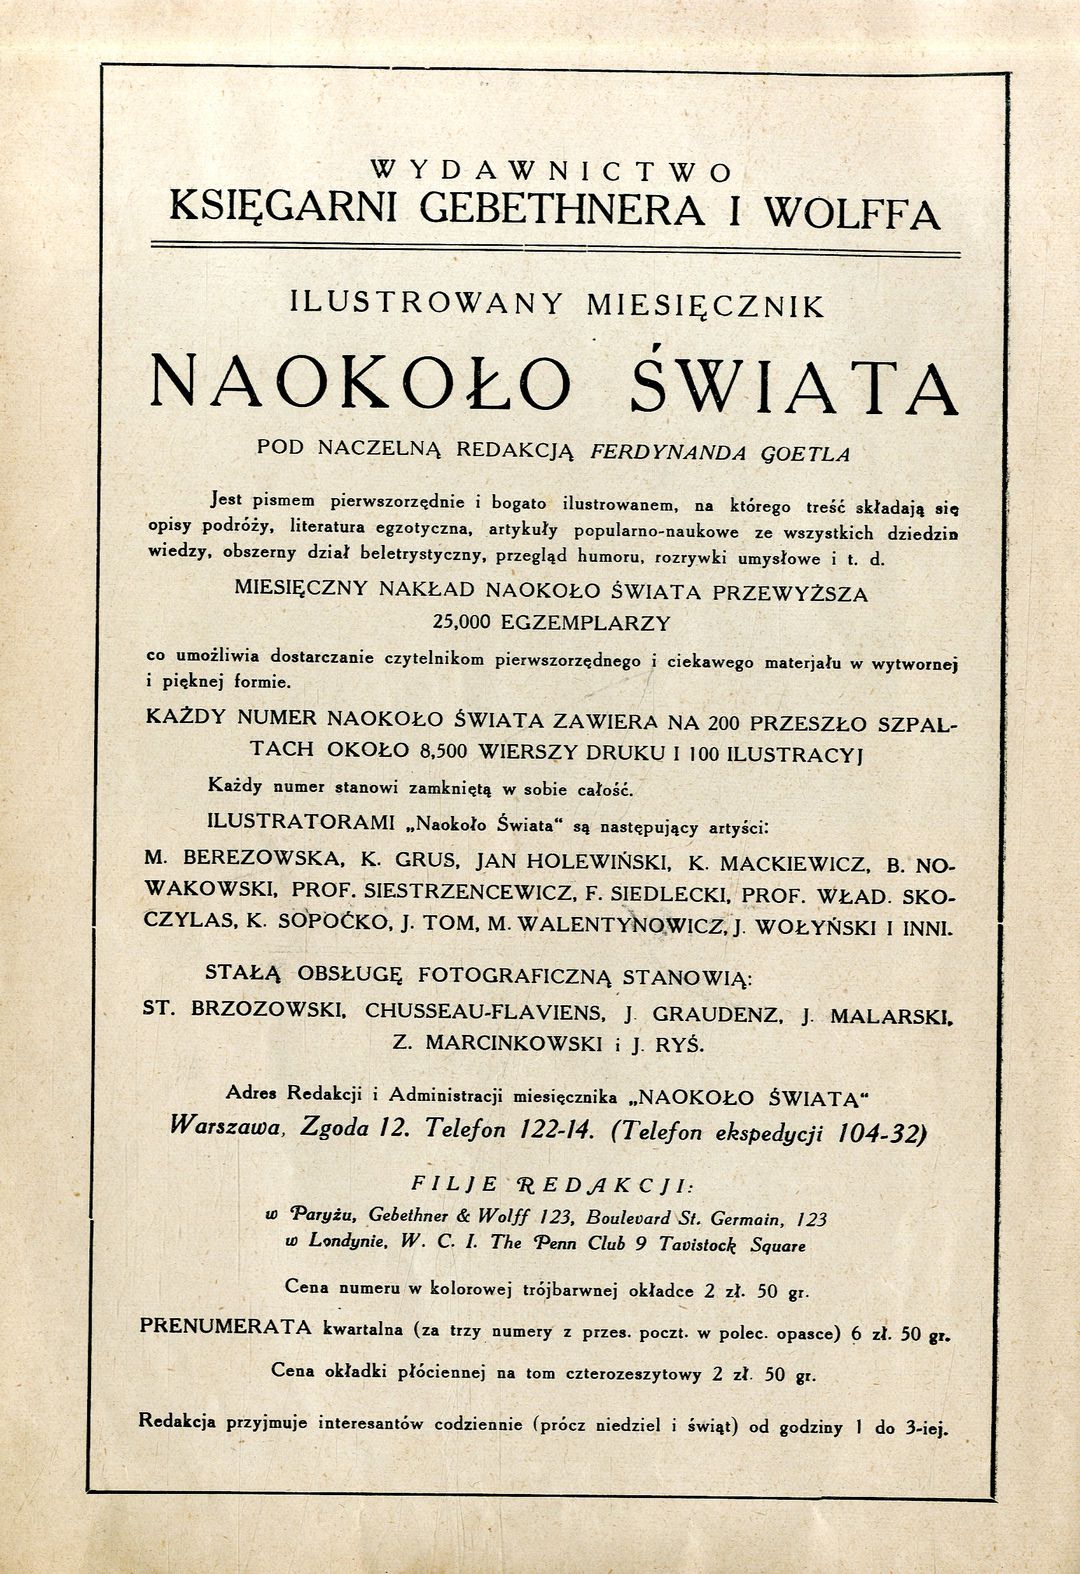 WYDAWNICTWO
KSIĘGARNI GEBETHNERA I WOLFFA
ILUSTROWANY MIESIĘCZNIK
NAOKOŁO ŚWIATA
POD NACZELNĄ REDAKCJĄ FERDYNANDA GOETLA
Jest pismem pierwszorzędnie i bogato ilustrowanem, na którego treść składają się
opisy podróży, literatura egzotyczna, artykuły popularno-naukowe ze wszystkich dziedzin
wiedzy, obszerny dział beletrystyczny, przegląd humoru, rozrywki umysłowe i t. d.
MIESIĘCZNY NAKŁAD NAOKOŁO ŚWIATA PRZEWYŻSZA
25,000 EGZEMPLARZY
co umożliwia dostarczanie czytelnikom pierwszorzędnego i ciekawego materjału w wytwornej
i pięknej formie.
KAŻDY NUMER NAOKOŁO ŚWIATA ZAWIERA NA 200 PRZESZŁO SZPAL-
TACH OKOŁO 8,500 WIERSZY DRUKU I 100 ILUSTRACYJ
Każdy numer stanowi zamkniętą w sobie całość.
ILUSTRATORAMI „Naokoło Świata" są następujący artyści:
M. BEREZOWSKA, K. GRUS, JAN HOLEWIŃSKI, K. MACKIEWICZ, B. NO-
WAKOWSKI, PROF. SIESTRZENCEWICZ, F. SIEDLECKI, PROF. WŁAD. SKO-
CZYLAS, K. SOPOĆKO, J. TOM, M. WALENTYNOWICZ, J. WOŁYŃSKI I INNI.
STAŁĄ OBSŁUGĘ FOTOGRAFICZNĄ STANOWIĄ:
ST. BRZOZOWSKI, CHUSSEAU-FLAVIENS, J. GRAUDENZ, J. MALARSKI,
Z. MARCINKOWSKI i J. RYŚ.
Adres Redakcji i Administracji miesięcznika „NAOKOŁO ŚWIATA"
Warszawa, Zgoda 12. Telefon 122-14. (Telefon ekspedycji 104-32)
FILJE REDAKCJI:
w Paryżu, Gebethner & Wolff 123, Boulevard St. Germain, 123
w Londynie, W. C. I. The Penn Club 9 Tavistock Square
Cena numeru w kolorowej trójbarwnej okładce 2 zł. 50 gr.
PRENUMERATA kwartalna (za trzy numery z przes. poczt. w polec. opasce) 6 zł. 50 gr.
Cena okładki płóciennej na tom czterozeszytowy 2 zł. 50 gr.
Redakcja przyjmuje interesantów codziennie (prócz niedziel i świąt) od godziny 1 do 3-iej.